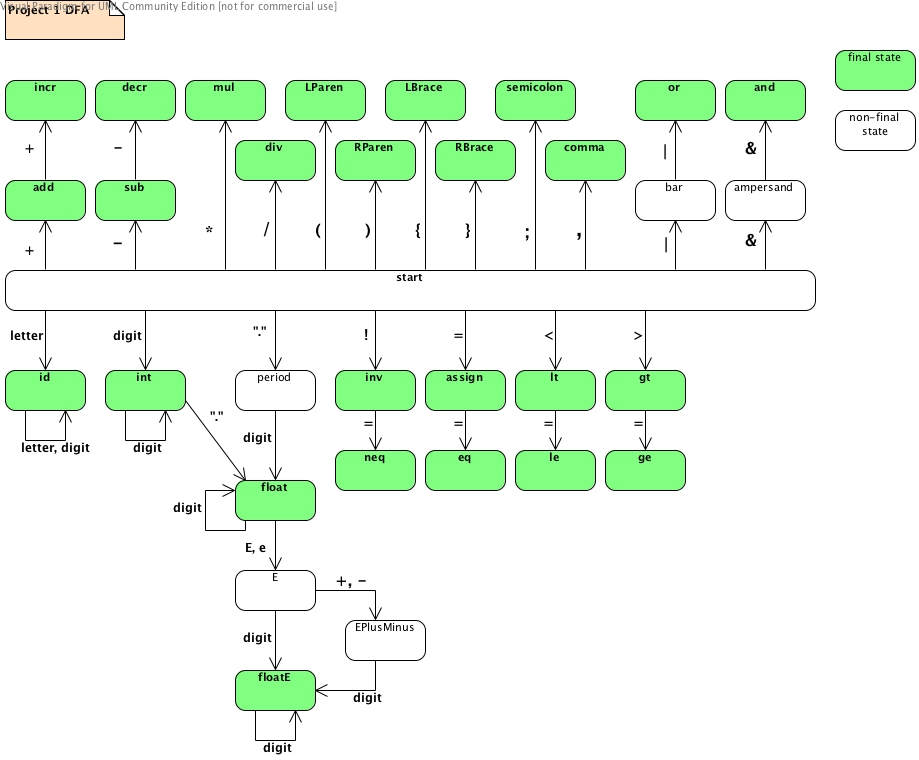 Visual Paradigm for UML Community Edition [not for commercial use]
Project 1 DFA
final state
non-final
state
incr
decr
mul
LParen
LBrace
semicolon
or
and
+
-
div
RParen
RBrace
comma
|
&
add
sub
bar
ampersand
+
-
*
/
(
)
{
}
;
,
|
&
start
letter
digit
"."
!
=
<
>
id
int
period
inv
assign
lt
gt
"."
=
=
=
=
letter, digit
digit
digit
neq
eq
le
ge
float
digit
E, e
E
+, -
EPlusMinus
digit
floatE
digit
digit